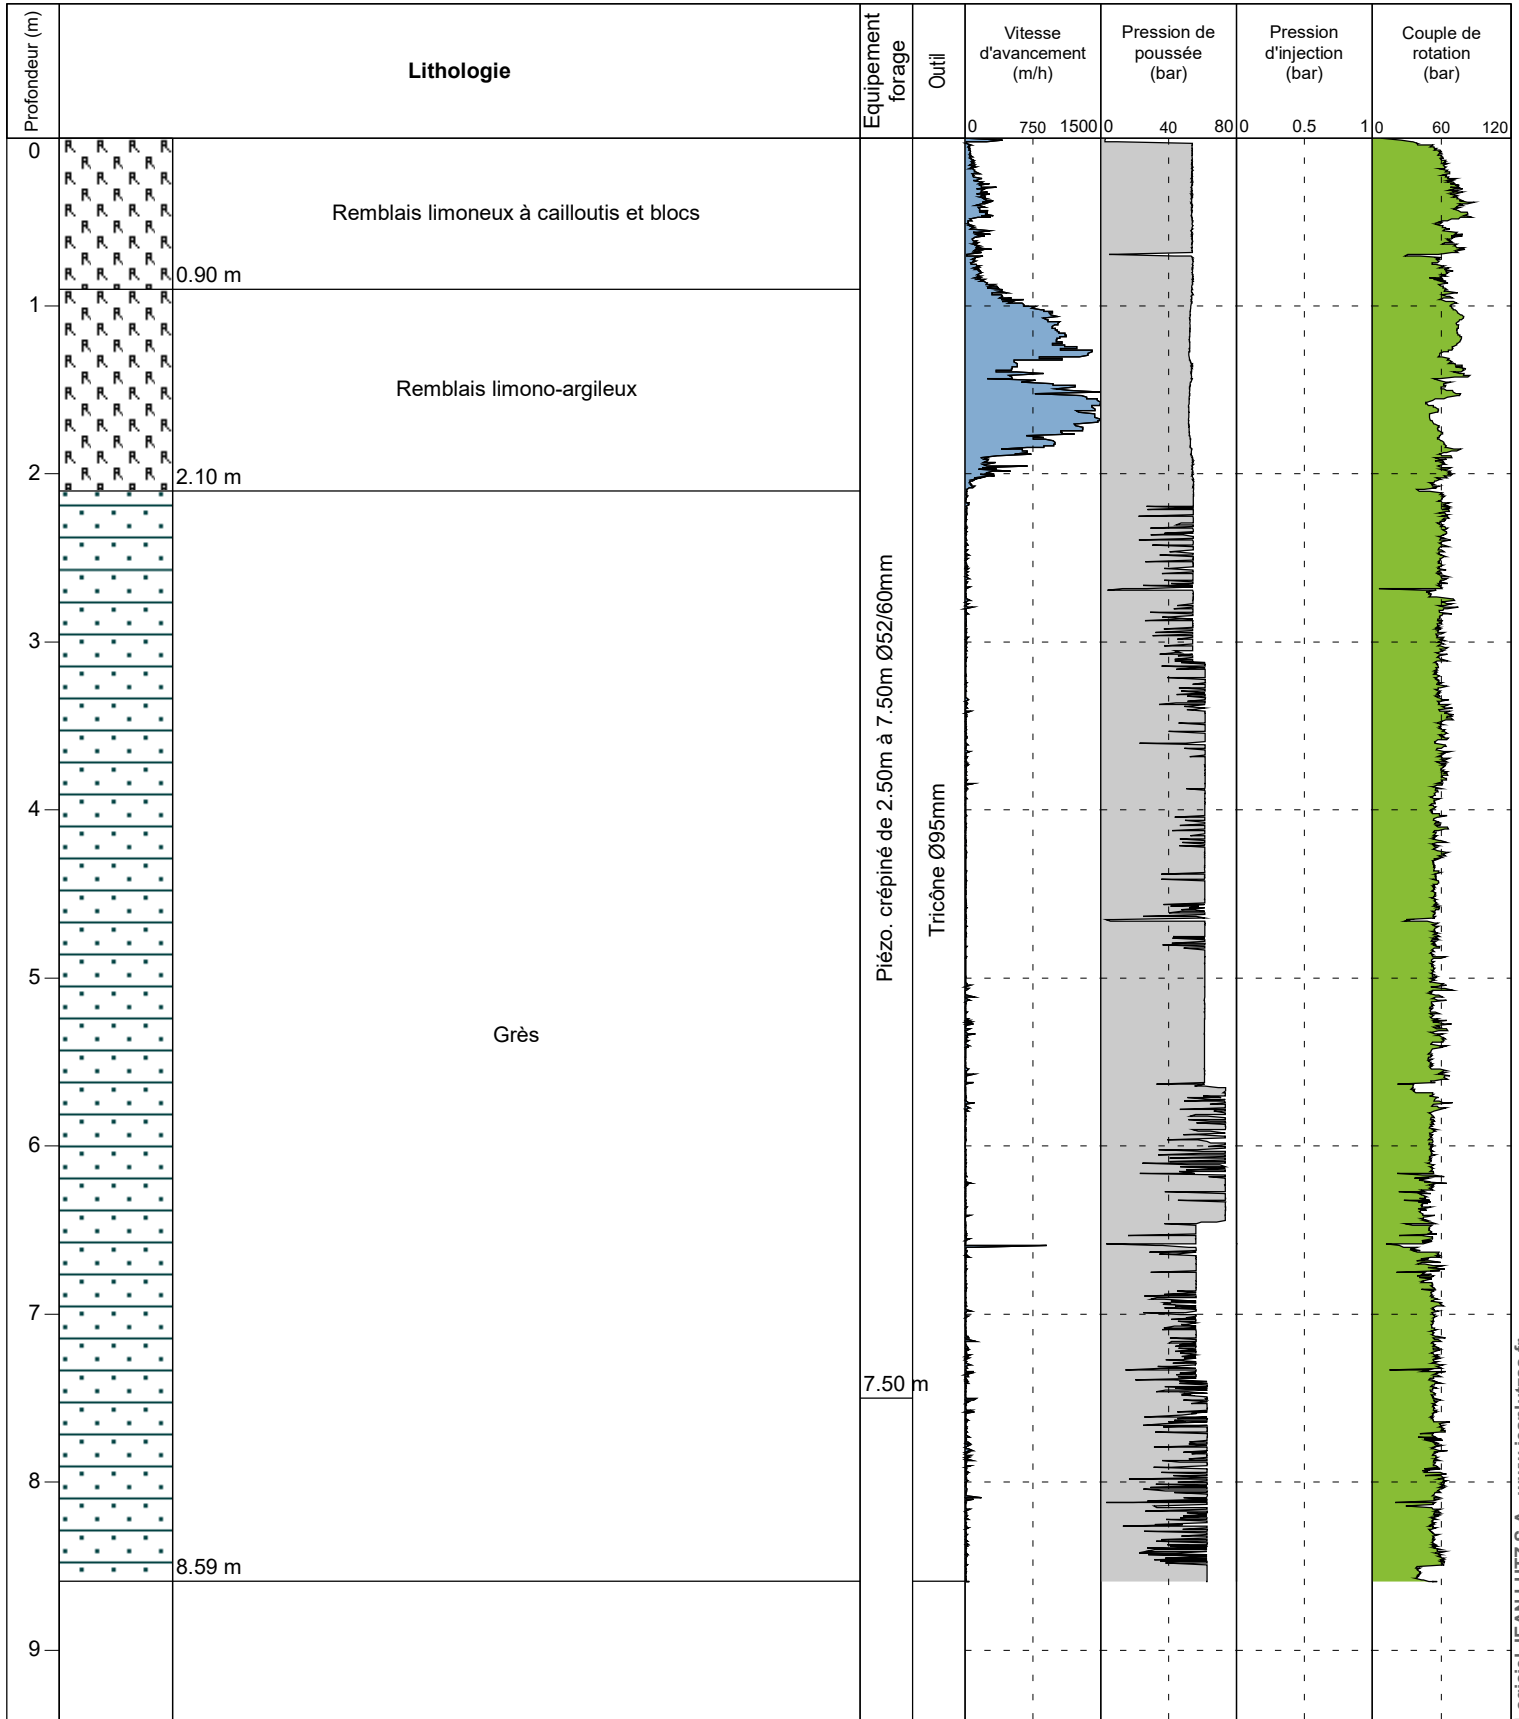 Profondeur (m)
Lithologie
Equipement
forage
Outil
Vitesse
d'avancement
(m/h)
Pression de
poussée
(bar)
Pression
d'injection
(bar)
Couple de
rotation
(bar)
0 750 1500
0 40 80
0 0.5 1
0 60 120
0
Remblais limoneux à cailloutis et blocs
0.90 m
1
Remblais limono-argileux
2
2.10 m
3
4
5
Grès
6
7
8
8.59 m
9
Piézo. crépiné de 2.50m à 7.50m Ø52/60mm
7.50 m
Tricône Ø95mm